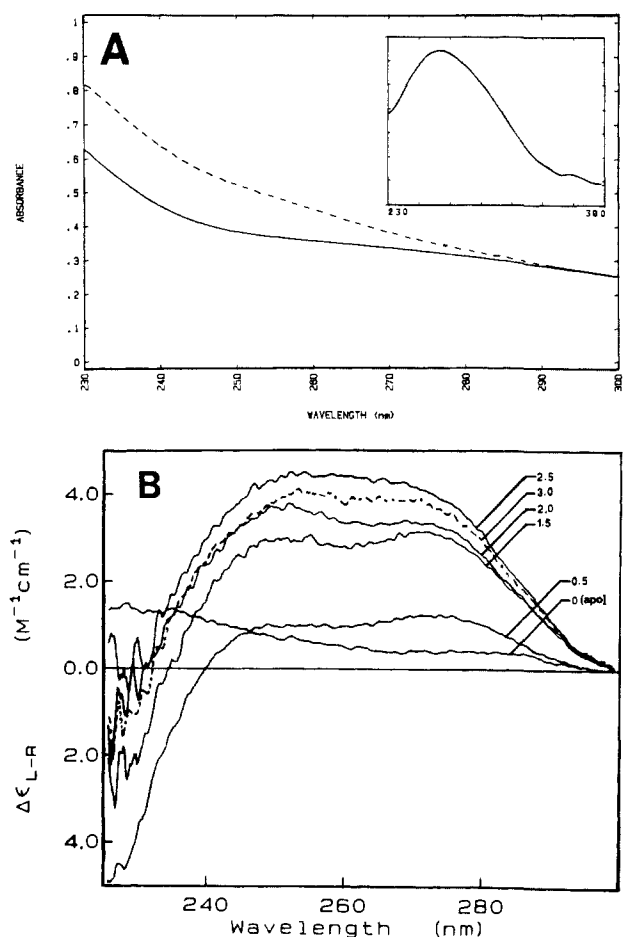 A
1
.9
.8
.7
.6
.5
.4
.3
.2
.1
0
ABSORBANCE
230 300
230 240 250 260 270 280 290 300
WAVELENGTH (nm)
B
4.0
2.0
0.0
2.0
4.0
Δε L-R (M⁻¹cm⁻¹)
2.5
3.0
2.0
1.5
0.5
0 (apo)
240 260 280
Wavelength (nm)